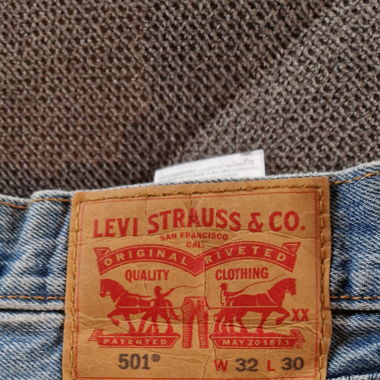 LEVI STRAUSS & CO.
SAN FRANCISCO
CAL
ORIGINAL RIVETED
QUALITY CLOTHING
XX
PATENTED MAY 20 1873
501® W 32 L 30